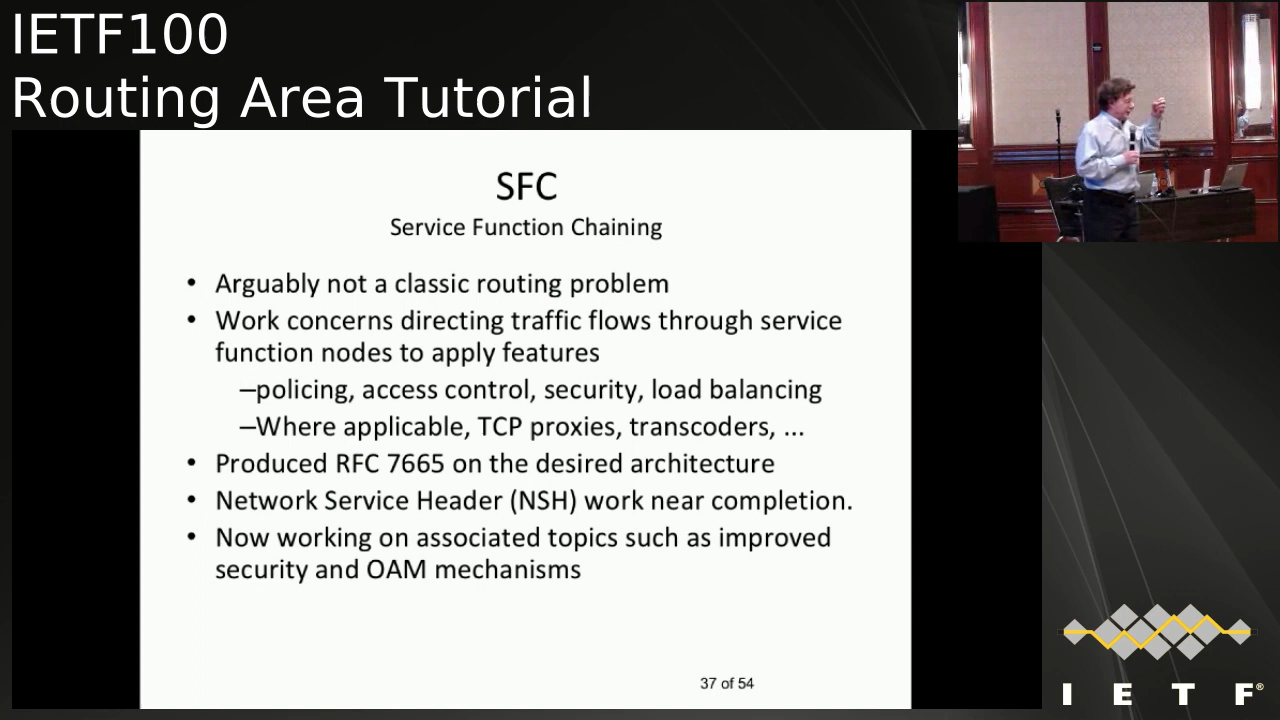 IETF100
Routing Area Tutorial
SFC
Service Function Chaining
• Arguably not a classic routing problem
• Work concerns directing traffic flows through service
function nodes to apply features
–policing, access control, security, load balancing
–Where applicable, TCP proxies, transcoders, ...
• Produced RFC 7665 on the desired architecture
• Network Service Header (NSH) work near completion.
• Now working on associated topics such as improved
security and OAM mechanisms
37 of 54
I E T F®